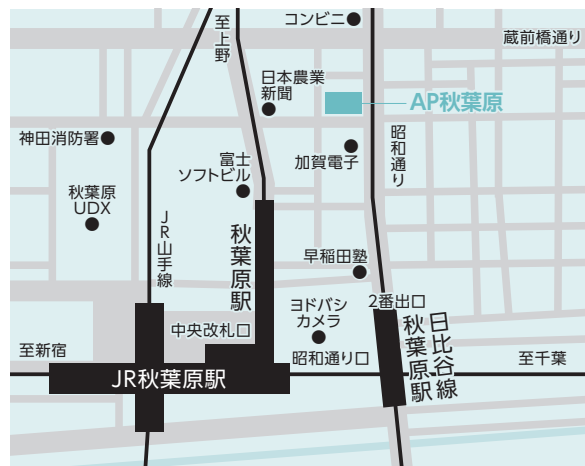 コンビニ
蔵前橋通り
至上野
日本農業
新聞
AP秋葉原
神田消防署
加賀電子
昭和通り
富士
ソフトビル
秋葉原
UDX
JR山手線
秋葉原駅
早稲田塾
2番出口
ヨドバシ
カメラ
中央改札口
日比谷線
秋葉原駅
至新宿
昭和通り口
至千葉
JR秋葉原駅